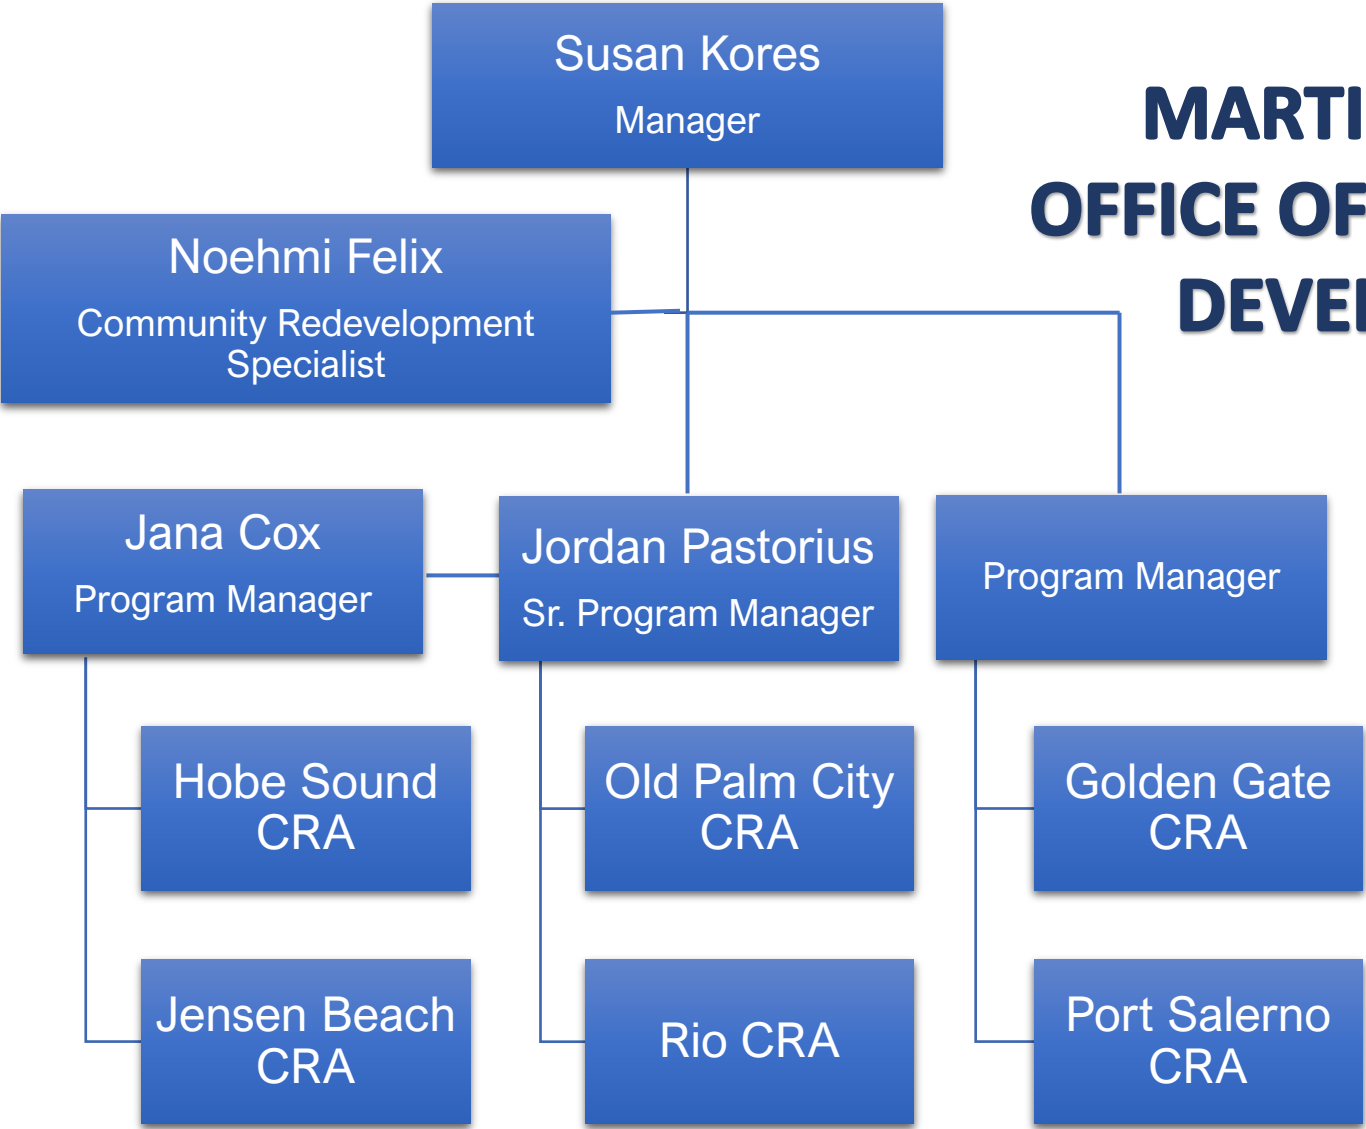 Susan Kores
Manager
MARTI
OFFICE OF
DEVE
Noehmi Felix
Community Redevelopment
Specialist
Jana Cox
Program Manager
Jordan Pastorius
Sr. Program Manager
Program Manager
Hobe Sound
CRA
Old Palm City
CRA
Golden Gate
CRA
Jensen Beach
CRA
Rio CRA
Port Salerno
CRA